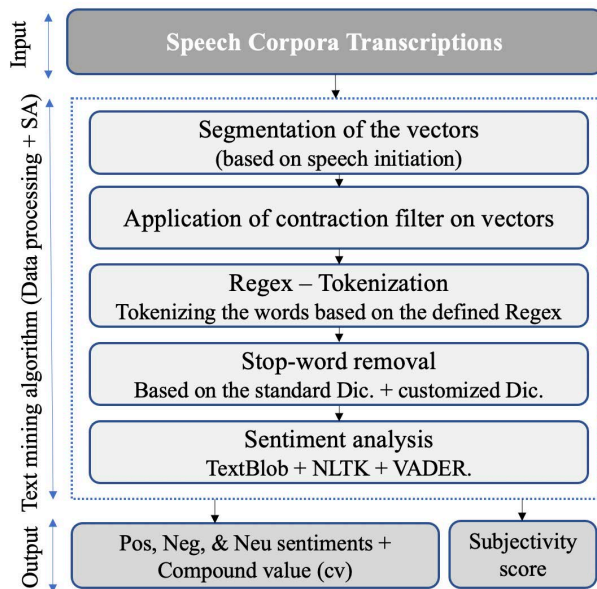 Input
Speech Corpora Transcriptions
Text mining algorithm (Data processing + SA)
Segmentation of the vectors
(based on speech initiation)
Application of contraction filter on vectors
Regex – Tokenization
Tokenizing the words based on the defined Regex
Stop-word removal
Based on the standard Dic. + customized Dic.
Sentiment analysis
TextBlob + NLTK + VADER.
Output
Pos, Neg, & Neu sentiments +
Compound value (cv)
Subjectivity
score